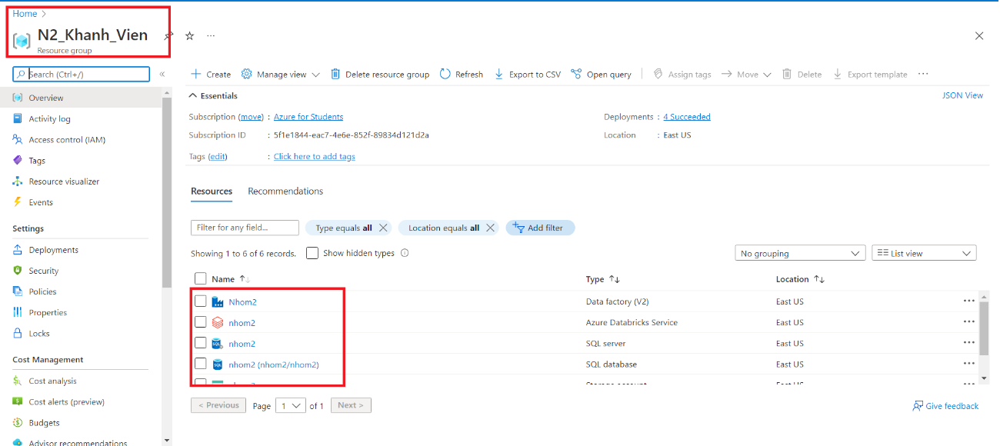 Home >
N2_Khanh_Vien
Resource group
Search (Ctrl+/)
«
Overview
Activity log
Access control (IAM)
Tags
Resource visualizer
Events
Settings
Deployments
Security
Policies
Properties
Locks
Cost Management
Cost analysis
Cost alerts (preview)
Budgets
Advisor recommendations
Create Manage view Delete resource group Refresh Export to CSV Open query Assign tags Move Delete Export template ...
Essentials JSON View
Subscription (move) : Azure for Students Deployments : 4 Succeeded
Subscription ID : 5f1e1844-eac7-4e6e-852f-89834d121d2a Location : East US
Tags (edit) : Click here to add tags
Resources Recommendations
Filter for any field... Type equals all Location equals all Add filter
Showing 1 to 6 of 6 records. Show hidden types No grouping List view
Name Type Location
Nhom2 Data factory (V2) East US
nhom2 Azure Databricks Service East US
nhom2 SQL server East US
nhom2 (nhom2/nhom2) SQL database East US
Storage account East US
< Previous Page 1 of 1 Next > Give feedback